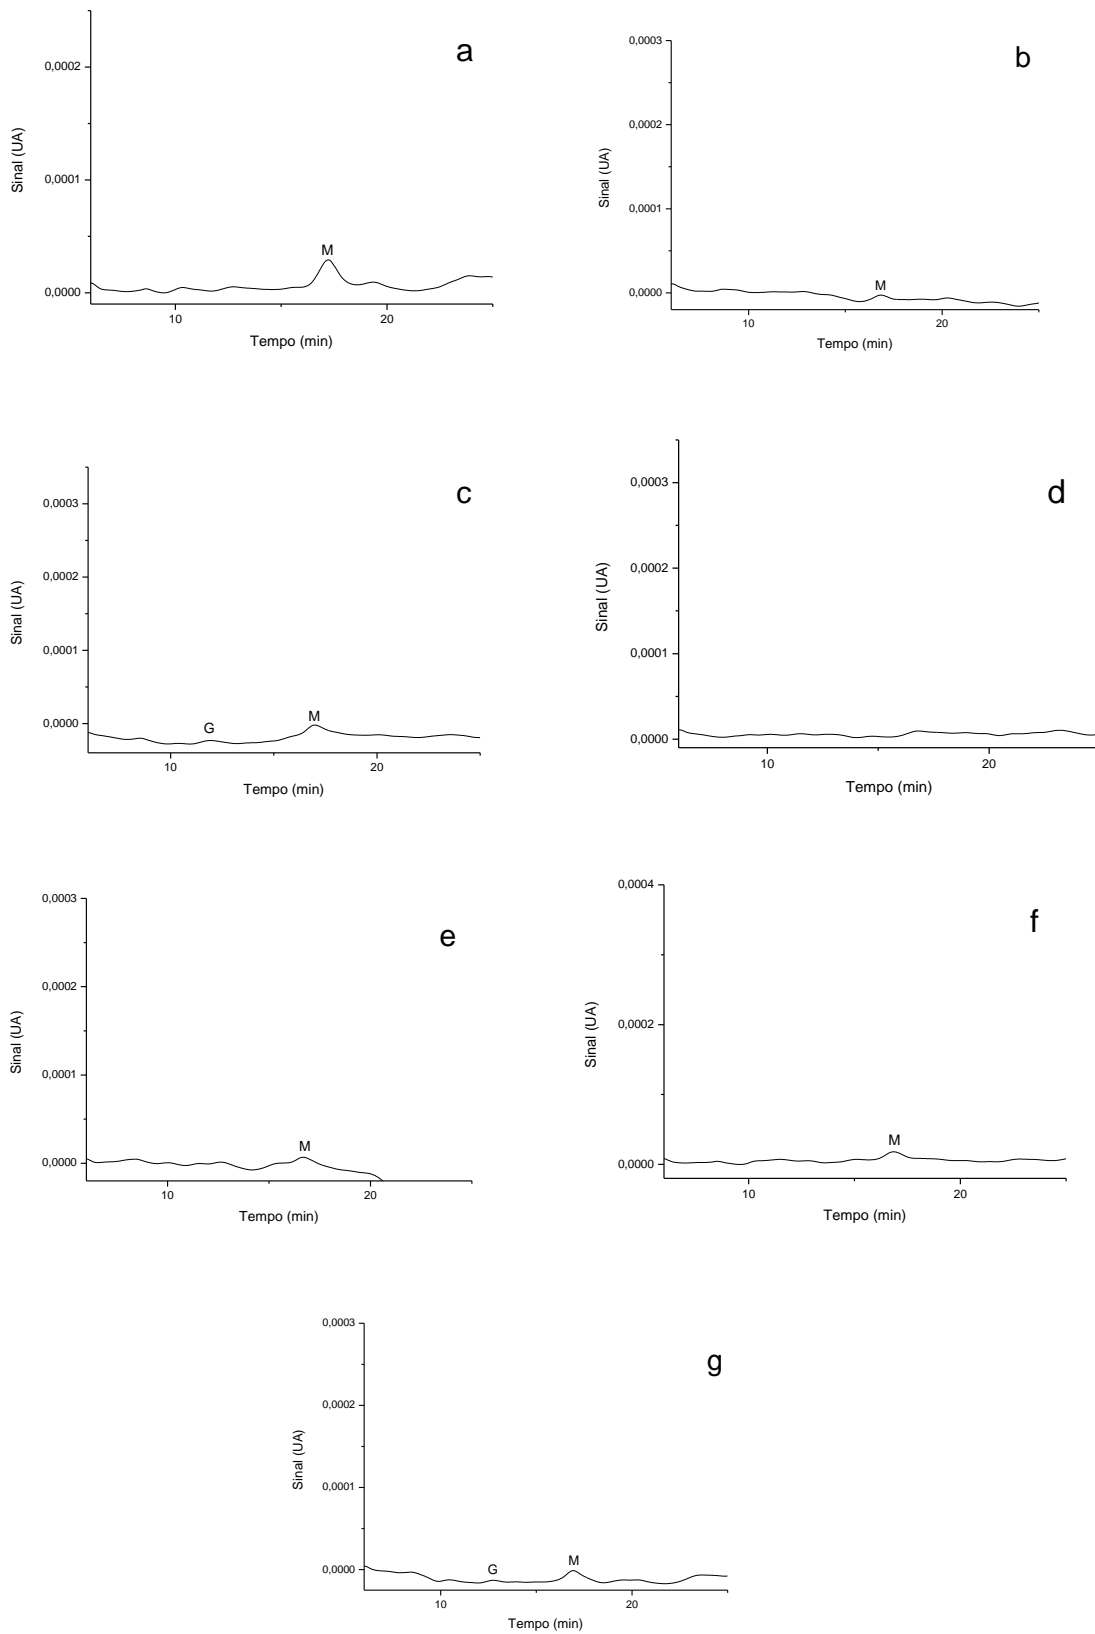 a
0,0002
0,0001
0,0000
Sinal (UA)
M
10
20
Tempo (min)
b
0,0003
0,0002
0,0001
0,0000
Sinal (UA)
M
10
20
Tempo (min)
c
0,0003
0,0002
0,0001
0,0000
Sinal (UA)
G
M
10
20
Tempo (min)
d
0,0003
0,0002
0,0001
0,0000
Sinal (UA)
10
20
Tempo (min)
e
0,0003
0,0002
0,0001
0,0000
Sinal (UA)
M
10
20
Tempo (min)
f
0,0004
0,0002
0,0000
Sinal (UA)
M
10
20
Tempo (min)
g
0,0003
0,0002
0,0001
0,0000
Sinal (UA)
G
M
10
20
Tempo (min)